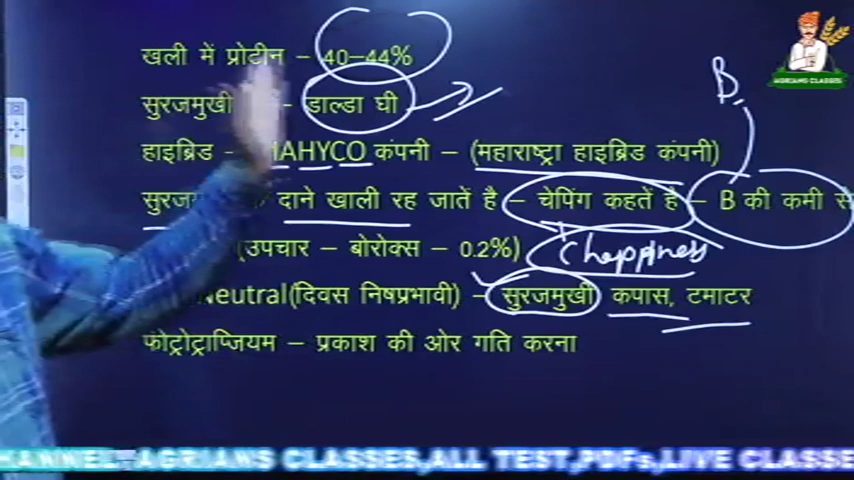 खली में प्रोटीन – 40–44%
सुरजमुखी – डाल्डा घी
हाइब्रिड – MAHYCO कंपनी – (महाराष्ट्रा हाइब्रिड कंपनी)
दाने खाली रह जातें है – चेपिंग कहतें है – B की कमी से
(उपचार – बोरोक्स – 0.2%)
Neutral(दिवस निषप्रभावी) – सुरजमुखी कपास, टमाटर
फोट्रोट्राप्जियम – प्रकाश की ओर गति करना
B.
Chappiness
AGRIANS CLASSES
HANNEL-AGRIANS CLASSES,ALL TEST,PDFs,LIVE CLASSE